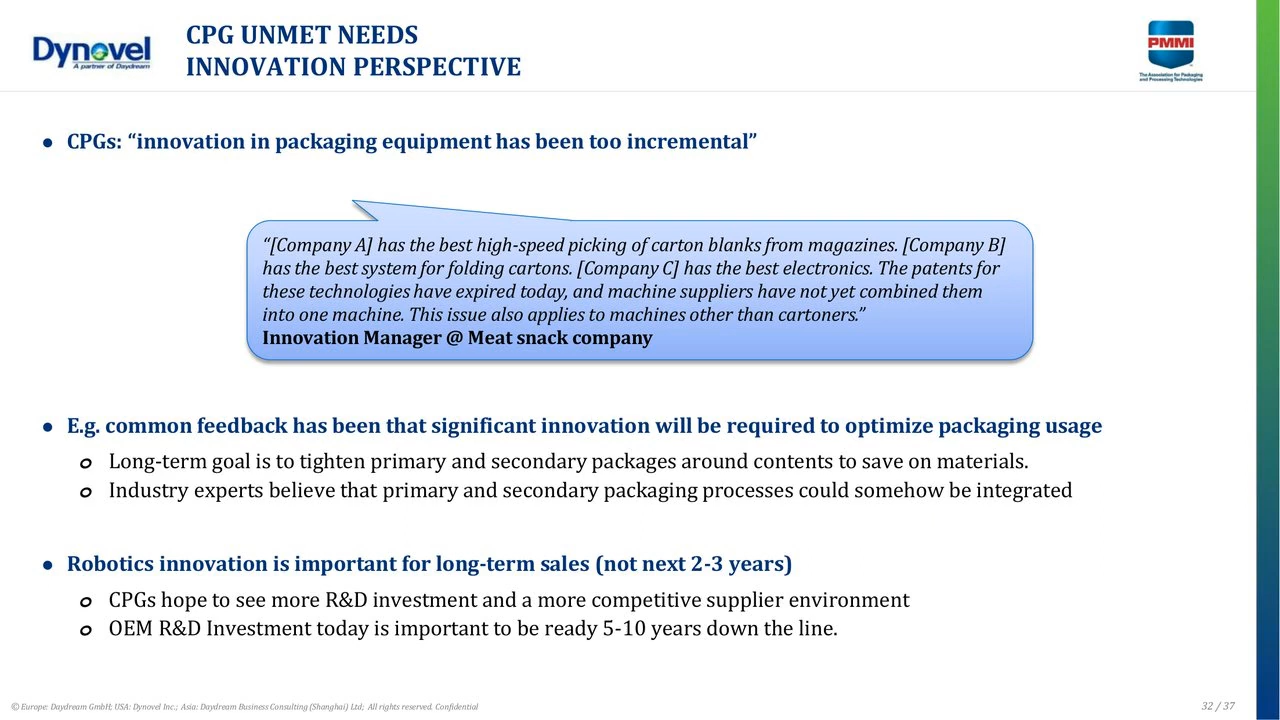 Dynovel
A partner of Daydream
CPG UNMET NEEDS
INNOVATION PERSPECTIVE
PMMI
The Association for Packaging
and Processing Technologies
● CPGs: “innovation in packaging equipment has been too incremental”
“[Company A] has the best high-speed picking of carton blanks from magazines. [Company B]
has the best system for folding cartons. [Company C] has the best electronics. The patents for
these technologies have expired today, and machine suppliers have not yet combined them
into one machine. This issue also applies to machines other than cartoners.”
Innovation Manager @ Meat snack company
● E.g. common feedback has been that significant innovation will be required to optimize packaging usage
o Long-term goal is to tighten primary and secondary packages around contents to save on materials.
o Industry experts believe that primary and secondary packaging processes could somehow be integrated
● Robotics innovation is important for long-term sales (not next 2-3 years)
o CPGs hope to see more R&D investment and a more competitive supplier environment
o OEM R&D Investment today is important to be ready 5-10 years down the line.
© Europe: Daydream GmbH; USA: Dynovel Inc.; Asia: Daydream Business Consulting (Shanghai) Ltd; All rights reserved. Confidential
32 / 37